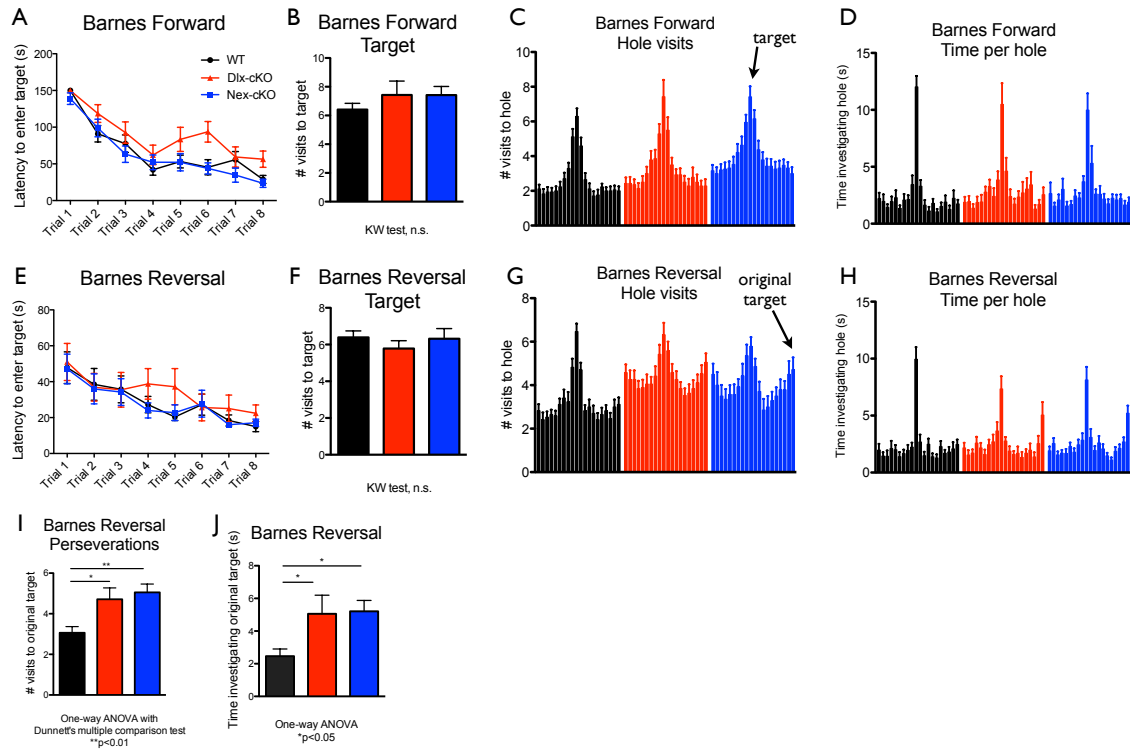 A
Barnes Forward
Latency to enter target (s)
200
150
100
50
0
WT
Dlx-cKO
Nex-cKO
Trial 1
Trial 2
Trial 3
Trial 4
Trial 5
Trial 6
Trial 7
Trial 8
B
Barnes Forward
Target
# visits to target
10
8
6
4
2
0
KW test, n.s.
C
Barnes Forward
Hole visits
target
# visits to hole
10
8
6
4
2
0
D
Barnes Forward
Time per hole
Time investigating hole (s)
15
10
5
0
E
Barnes Reversal
Latency to enter target (s)
80
60
40
20
0
Trial 1
Trial 2
Trial 3
Trial 4
Trial 5
Trial 6
Trial 7
Trial 8
F
Barnes Reversal
Target
# visits to target
8
6
4
2
0
KW test, n.s.
G
Barnes Reversal
Hole visits
original
target
# visits to hole
8
6
4
2
0
H
Barnes Reversal
Time per hole
Time investigating hole (s)
15
10
5
0
I
Barnes Reversal
Perseverations
# visits to original target
6
4
2
0
*
**
One-way ANOVA with
Dunnett's multiple comparison test
**p<0.01
J
Barnes Reversal
Time investigating original target (s)
8
6
4
2
0
*
*
One-way ANOVA
*p<0.05